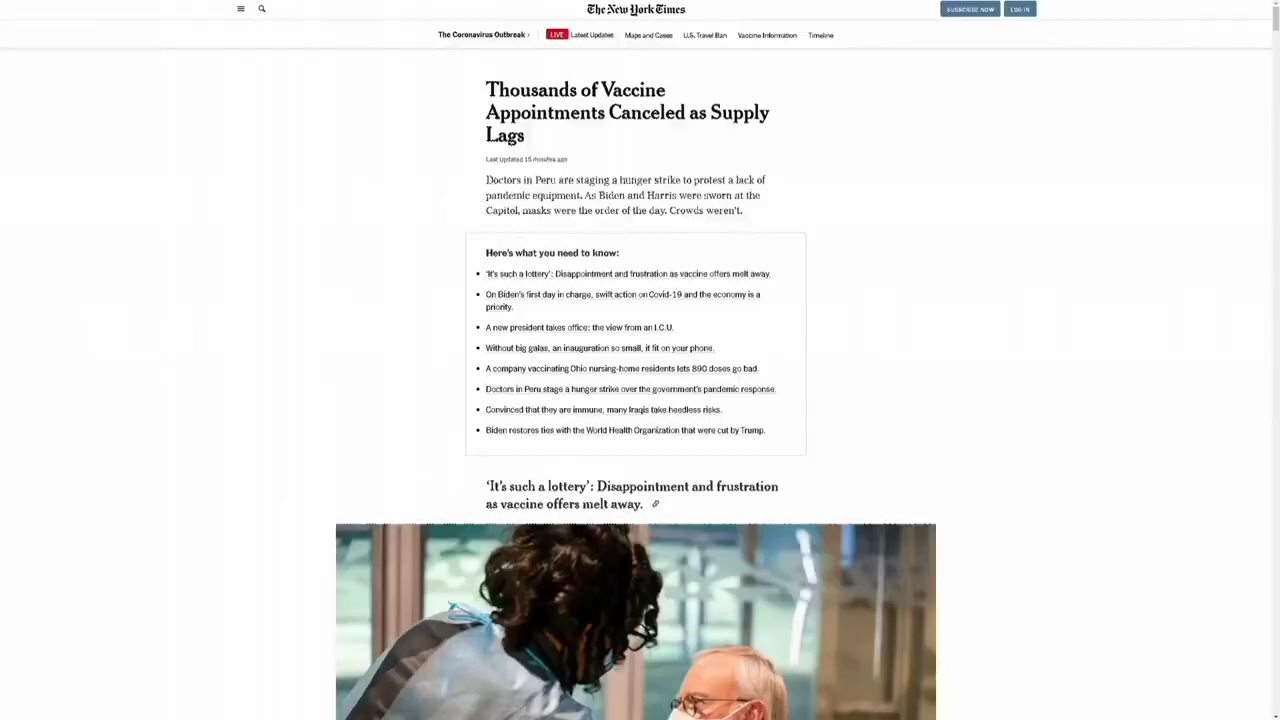 The New York Times
SUBSCRIBE NOW
LOG IN
The Coronavirus Outbreak ›
LIVE Latest Updates
Maps and Cases
U.S. Travel Ban
Vaccine Information
Timeline
Thousands of Vaccine
Appointments Canceled as Supply
Lags
Last Updated 15 minutes ago
Doctors in Peru are staging a hunger strike to protest a lack of
pandemic equipment. As Biden and Harris were sworn at the
Capitol, masks were the order of the day. Crowds weren't.
Here's what you need to know:
'It's such a lottery': Disappointment and frustration as vaccine offers melt away.
On Biden's first day in charge, swift action on Covid-19 and the economy is a
priority.
A new president takes office: the view from an I.C.U.
Without big galas, an inauguration so small, it fit on your phone.
A company vaccinating Ohio nursing-home residents lets 890 doses go bad.
Doctors in Peru stage a hunger strike over the government's pandemic response.
Convinced that they are immune, many Iraqis take heedless risks.
Biden restores ties with the World Health Organization that were cut by Trump.
'It's such a lottery': Disappointment and frustration
as vaccine offers melt away.